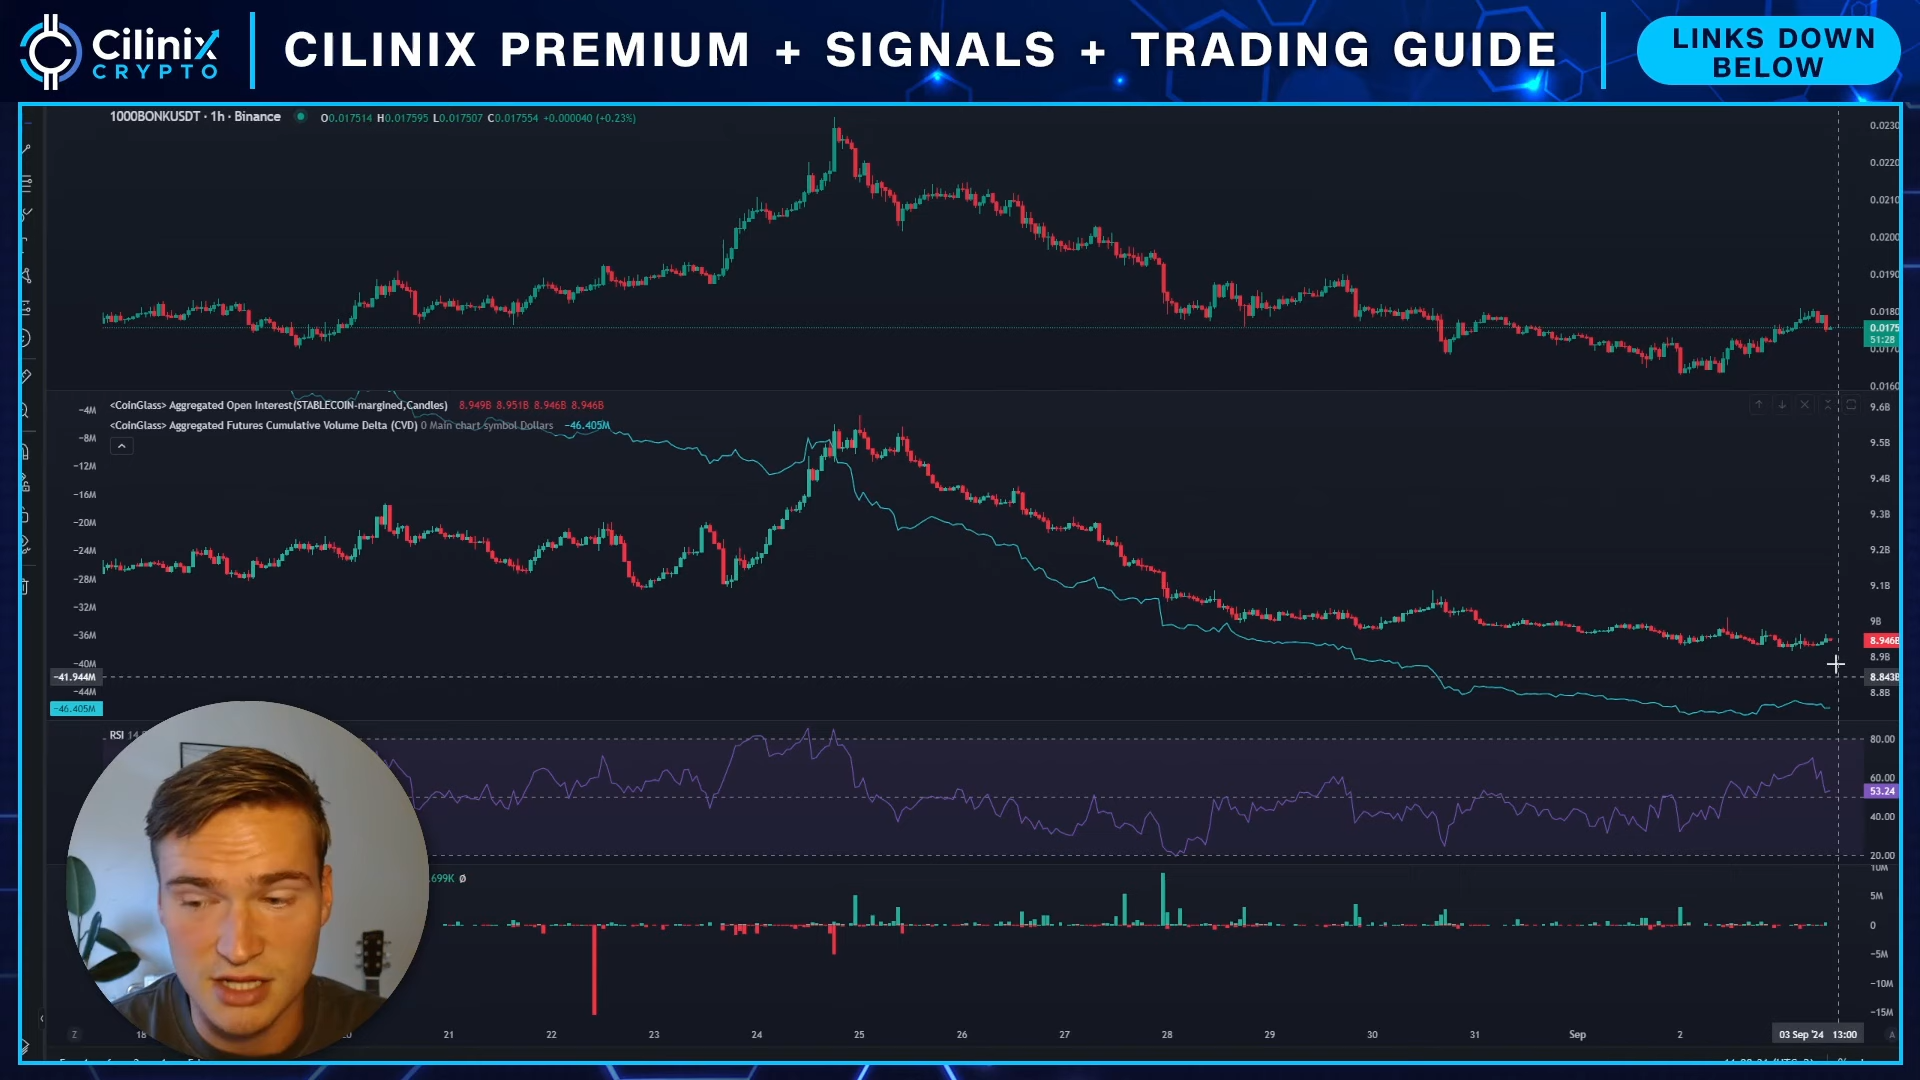 Cilinix
CRYPTO
CILINIX PREMIUM + SIGNALS + TRADING GUIDE
LINKS DOWN
BELOW
1000BONKUSDT · 1h · Binance
O0.017514 H0.017595 L0.017507 C0.017554 +0.000040 (+0.23%)
0.0230
0.0220
0.0210
0.0200
0.0190
0.0180
0.0175
51:28
0.0170
0.0160
<CoinGlass> Aggregated Open Interest(STABLECOIN-margined,Candles) 8.949B 8.951B 8.946B 8.946B
<CoinGlass> Aggregated Futures Cumulative Volume Delta (CVD) 0 Main chart symbol Dollars −46.405M
−4M
−8M
−12M
−16M
−20M
−24M
−28M
−32M
−36M
−40M
−41.944M
−44M
−46.405M
9.6B
9.5B
9.4B
9.3B
9.2B
9.1B
9B
8.946B
8.9B
8.843B
8.8B
RSI 14
80.00
60.00
53.24
40.00
20.00
.699K Ø
10M
5M
0
−5M
−10M
−15M
Z
18
21
22
23
24
25
26
27
28
29
30
31
Sep
2
03 Sep '24 13:00
A